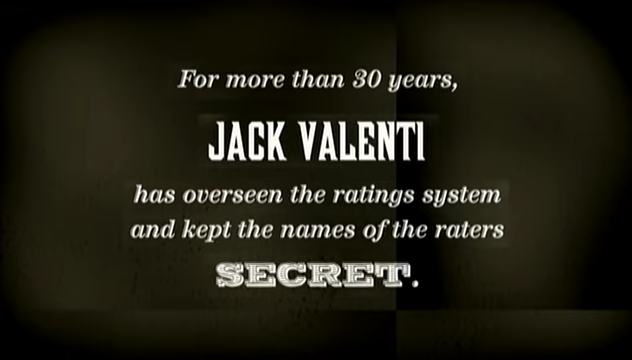 For more than 30 years,
JACK VALENTI
has overseen the ratings system
and kept the names of the raters
SECRET.